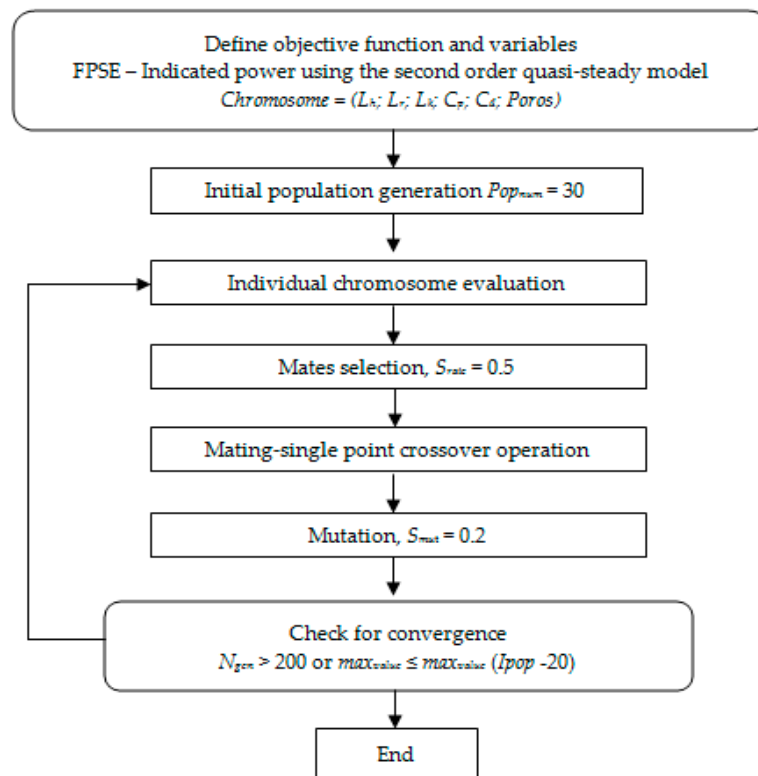 Define objective function and variables
FPSE – Indicated power using the second order quasi-steady model
Chromosome = (Lh; Lr; Lk; Cp; Cd; Poros)
Initial population generation Popnum = 30
Individual chromosome evaluation
Mates selection, Srate = 0.5
Mating-single point crossover operation
Mutation, Smut = 0.2
Check for convergence
Ngen > 200 or maxvalue ≤ maxvalue (Ipop -20)
End